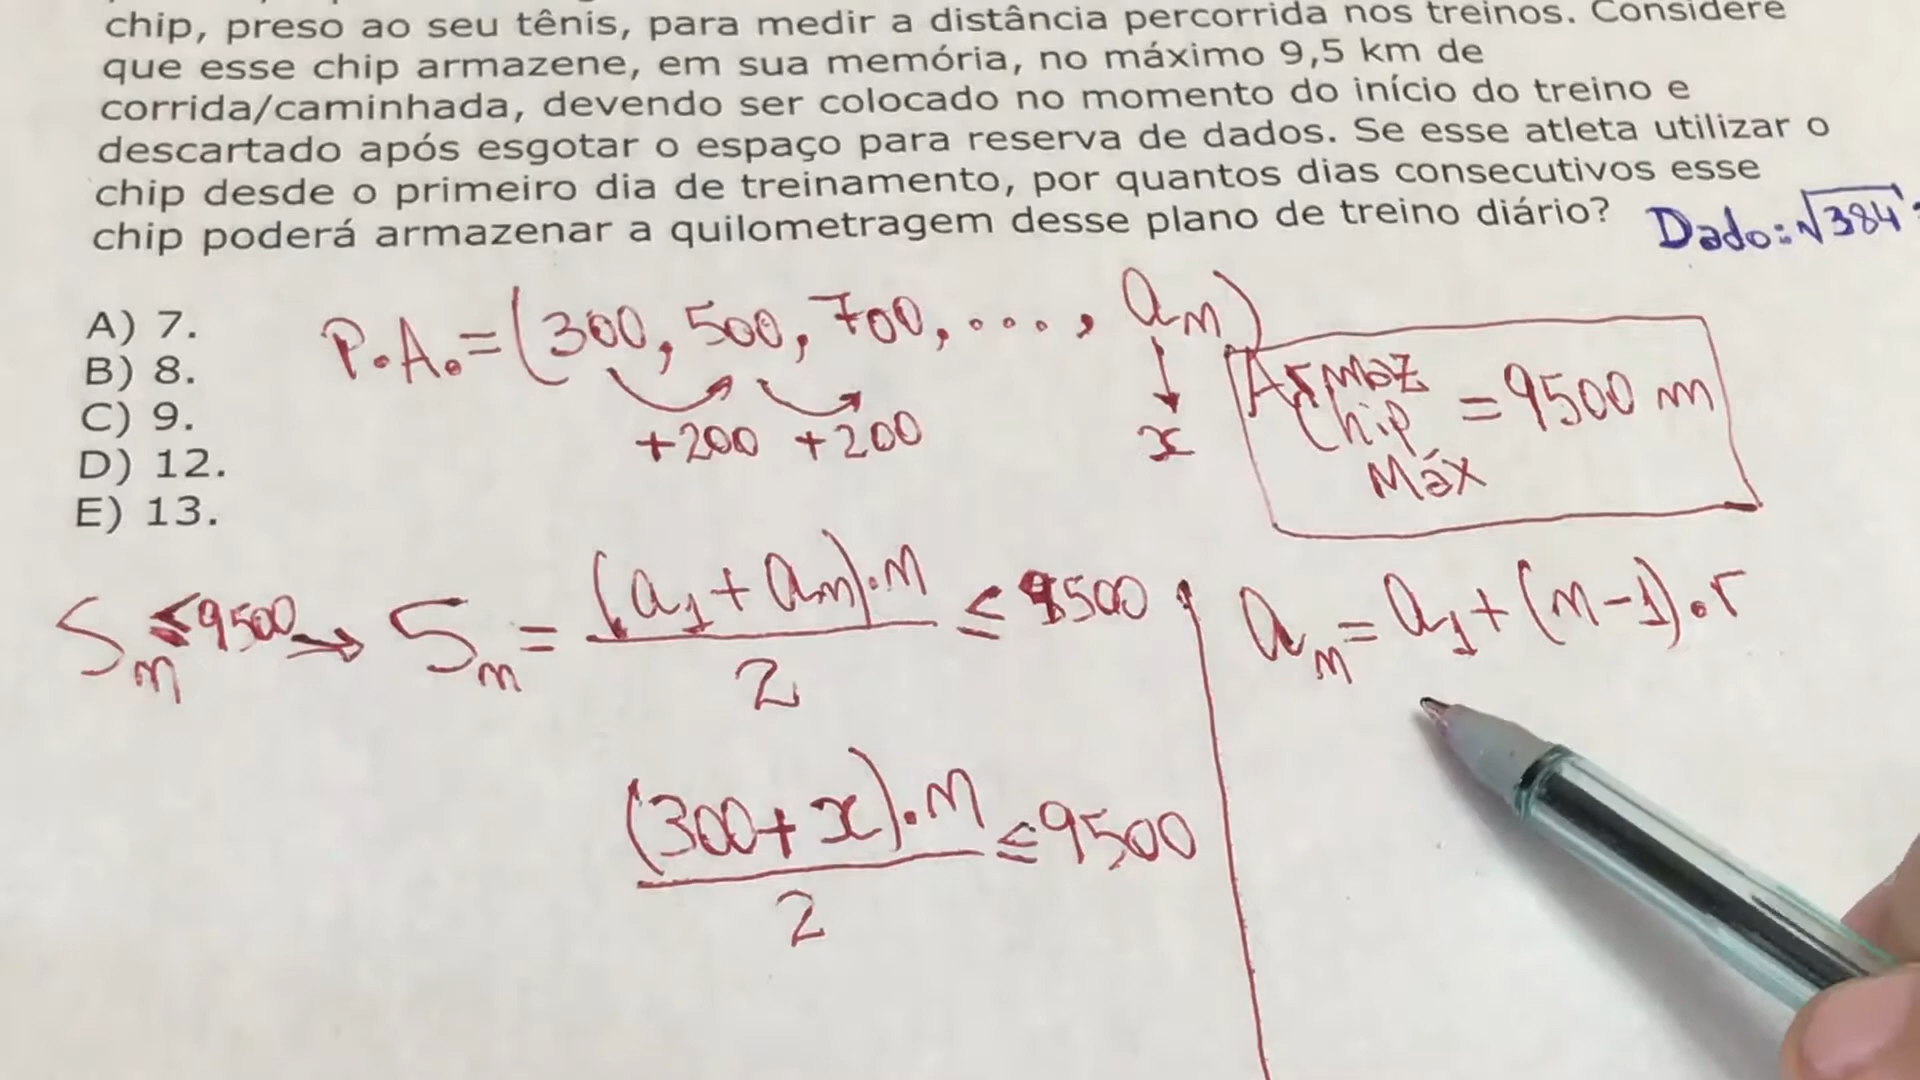 chip, preso ao seu tênis, para medir a distância percorrida nos treinos. Considere
que esse chip armazene, em sua memória, no máximo 9,5 km de
corrida/caminhada, devendo ser colocado no momento do início do treino e
descartado após esgotar o espaço para reserva de dados. Se esse atleta utilizar o
chip desde o primeiro dia de treinamento, por quantos dias consecutivos esse
chip poderá armazenar a quilometragem desse plano de treino diário?
Dado: √384
A) 7.
B) 8.
C) 9.
D) 12.
E) 13.
P.A. = (300, 500, 700, ..., an)
+200 +200
x
Armaz
Chip = 9500 m
Máx
Sn ≤ 9500 → Sn = (a1 + an).n / 2 ≤ 9500
an = a1 + (n-1).r
(300 + x).n / 2 ≤ 9500